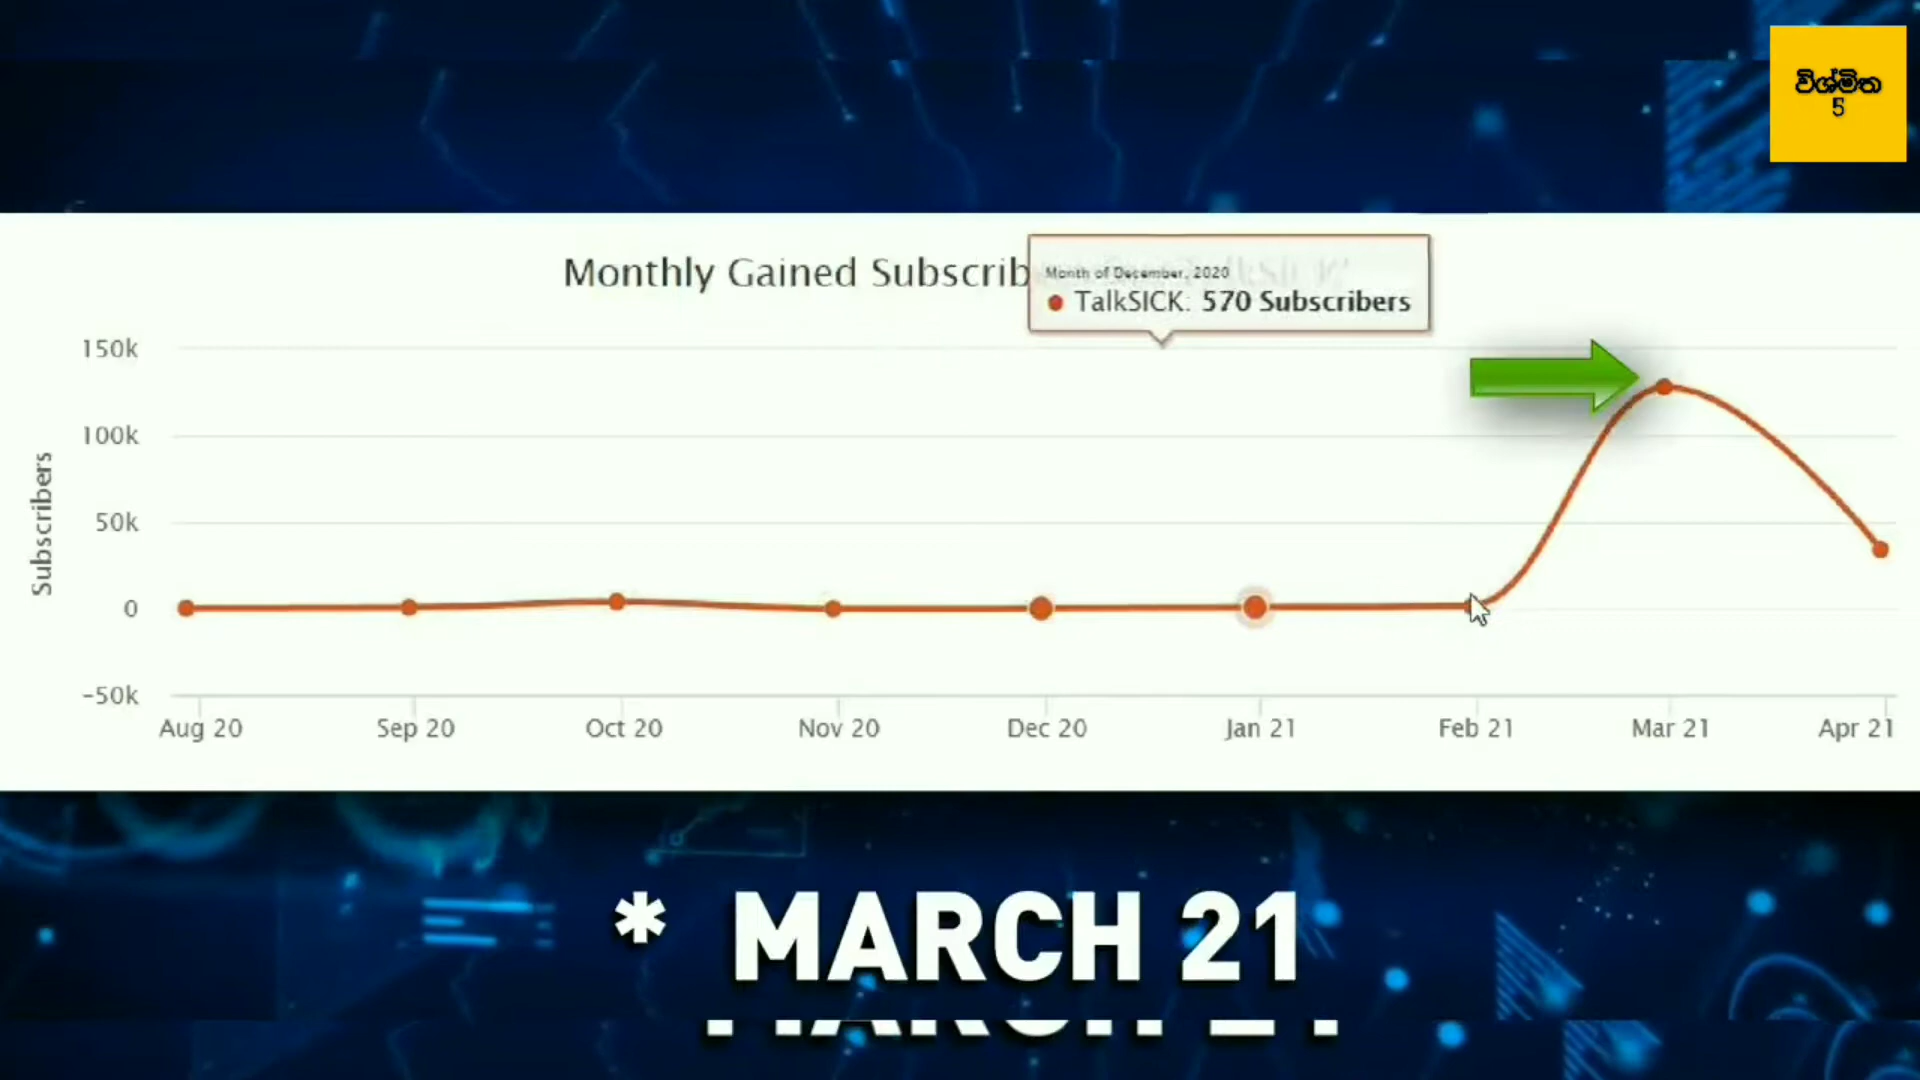 විශ්මිත
5
Monthly Gained Subscrib
Month of December, 2020
TalkSICK: 570 Subscribers
Subscribers
150k
100k
50k
0
-50k
Aug 20 Sep 20 Oct 20 Nov 20 Dec 20 Jan 21 Feb 21 Mar 21 Apr 21
* MARCH 21